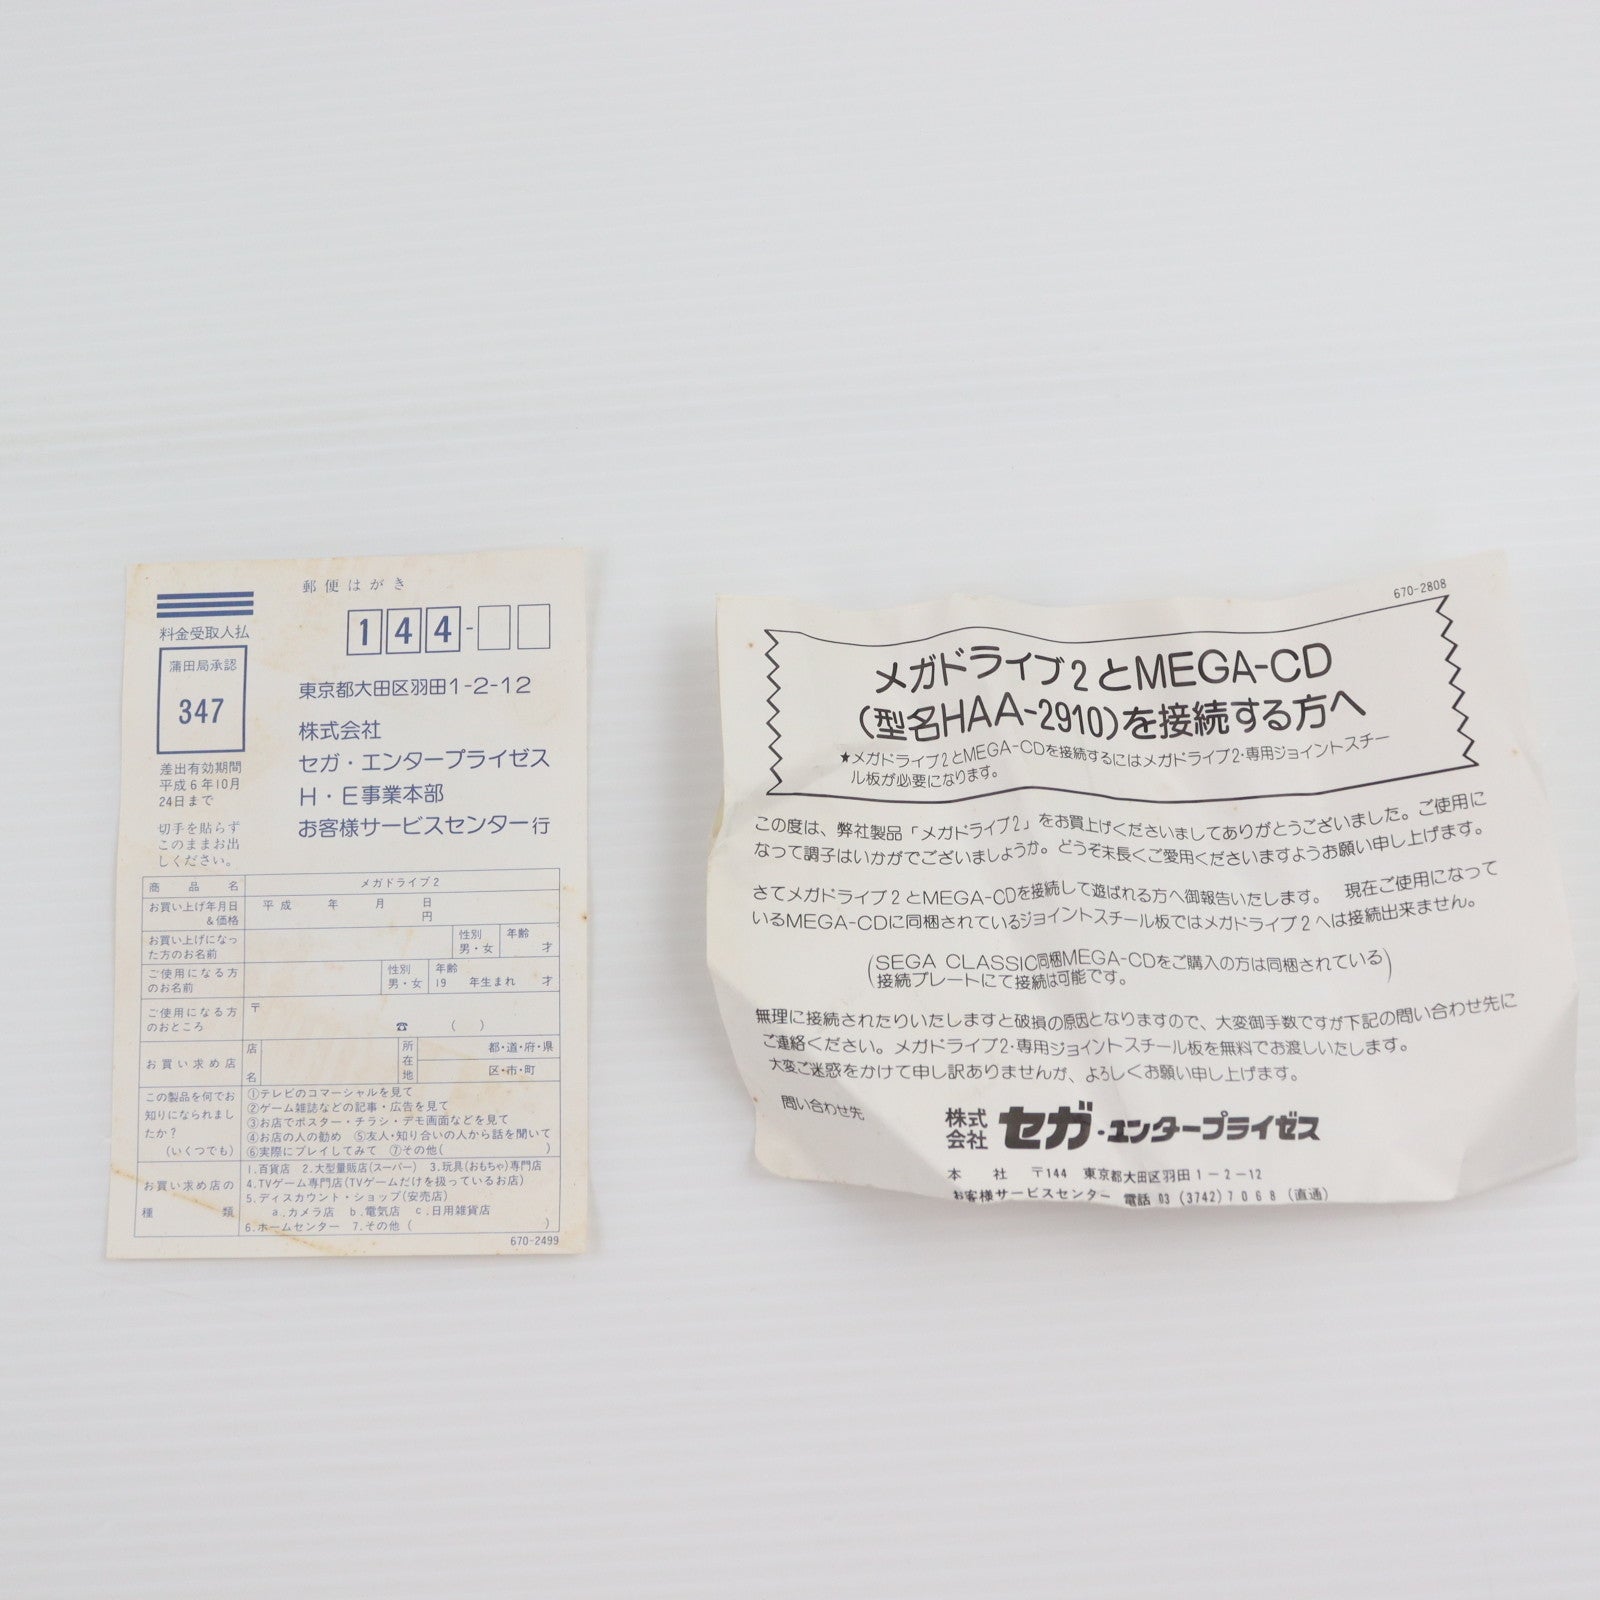 郵便はがき
料金受取人払
蒲田局承認
347
差出有効期間
平成6年10月
24日まで
切手を貼らず
このままお出
しください。
144-
東京都大田区羽田1-2-12
株式会社
セガ・エンタープライゼス
H・E事業本部
お客様サービスセンター行
商品名 メガドライブ2
お買い上げ年月日
&価格
平成 年 月 日
円
お買い上げになっ
た方のお名前
性別
男・女
年齢
才
ご使用になる方
のお名前
性別
男・女
年齢
19 年生まれ 才
ご使用になる方
のおところ
〒
☎ ( )
お買い求め店
店
名
所
在
地
都・道・府・県
区・市・町
この製品を何でお
知りになられまし
たか?
(いくつでも)
①テレビのコマーシャルを見て
②ゲーム雑誌などの記事・広告を見て
③お店でポスター・チラシ・デモ画面などを見て
④お店の人の勧め ⑤友人・知り合いの人から話を聞いて
⑥実際にプレイしてみて ⑦その他( )
お買い求め店の
種類
1.百貨店 2.大型量販店(スーパー) 3.玩具(おもちゃ)専門店
4.TVゲーム専門店(TVゲームだけを扱っているお店)
5.ディスカウント・ショップ(安売店)
a.カメラ店 b.電気店 c.日用雑貨店
6.ホームセンター 7.その他( )
670-2499
670-2808
メガドライブ2とMEGA-CD
(型名HAA-2910)を接続する方へ
★メガドライブ2とMEGA-CDを接続するにはメガドライブ2・専用ジョイントスチー
ル板が必要になります。
この度は、弊社製品「メガドライブ2」をお買上げくださいましてありがとうございました。ご使用に
なって調子はいかがでございましょうか。どうぞ末長くご愛用くださいますようお願い申し上げます。
さてメガドライブ2とMEGA-CDを接続して遊ばれる方へ御報告いたします。 現在ご使用になって
いるMEGA-CDに同梱されているジョイントスチール板ではメガドライブ2へは接続出来ません。
(SEGA CLASSIC同梱MEGA-CDをご購入の方は同梱されている
接続プレートにて接続は可能です。)
無理に接続されたりいたしますと破損の原因となりますので、大変御手数ですが下記の問い合わせ先に
ご連絡ください。メガドライブ2・専用ジョイントスチール板を無料でお渡しいたします。
大変ご迷惑をかけて申し訳ありませんが、よろしくお願い申し上げます。
問い合わせ先
株式会社 セガ・エンタープライゼス
本 社 〒144 東京都大田区羽田1-2-12
お客様サービスセンター 電話 03 (3742)7068 (直通)